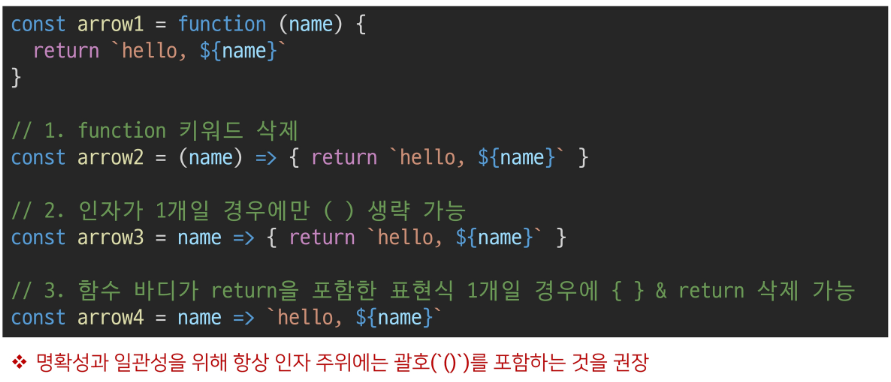 const arrow1 = function (name) {
  return `hello, ${name}`
}
// 1. function 키워드 삭제
const arrow2 = (name) => { return `hello, ${name}` }
// 2. 인자가 1개일 경우에만 ( ) 생략 가능
const arrow3 = name => { return `hello, ${name}` }
// 3. 함수 바디가 return을 포함한 표현식 1개일 경우에 { } & return 삭제 가능
const arrow4 = name => `hello, ${name}`
❖ 명확성과 일관성을 위해 항상 인자 주위에는 괄호(`()`)를 포함하는 것을 권장